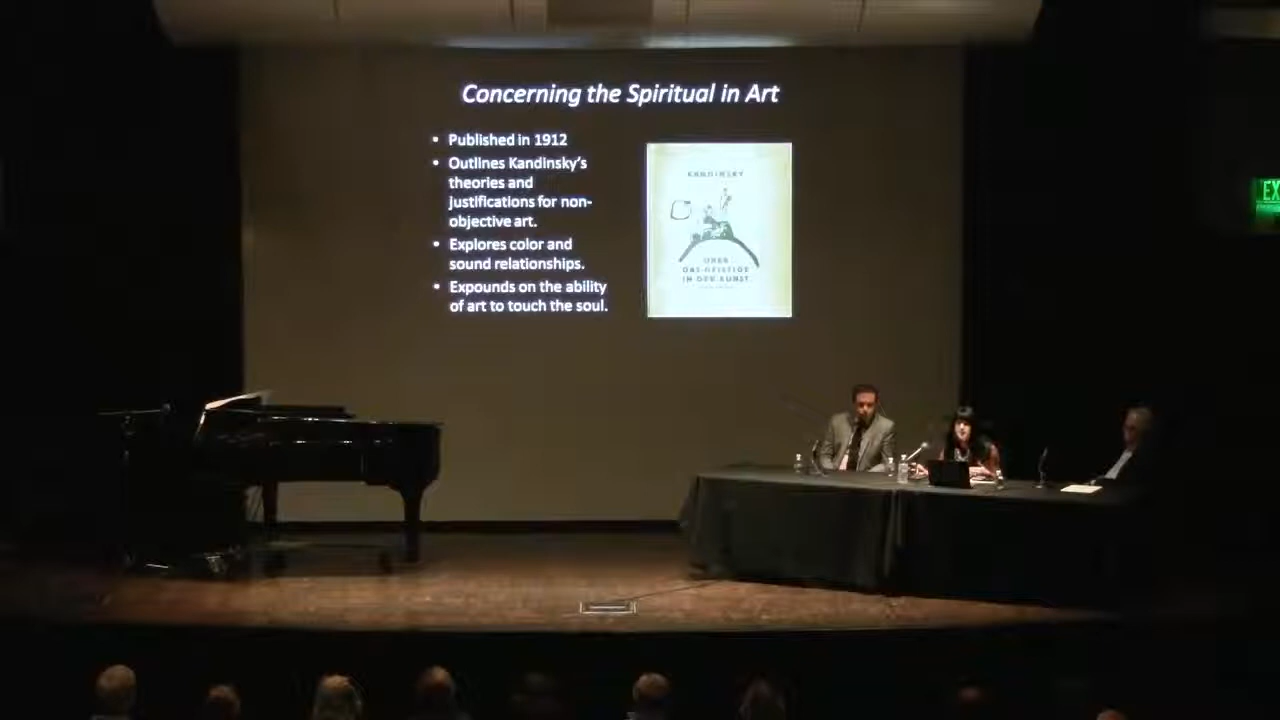 Concerning the Spiritual in Art
• Published in 1912
• Outlines Kandinsky's
theories and
justifications for non-
objective art.
• Explores color and
sound relationships.
• Expounds on the ability
of art to touch the soul.
KANDINSKY
ÜBER
DAS GEISTIGE
IN DER KUNST
EX